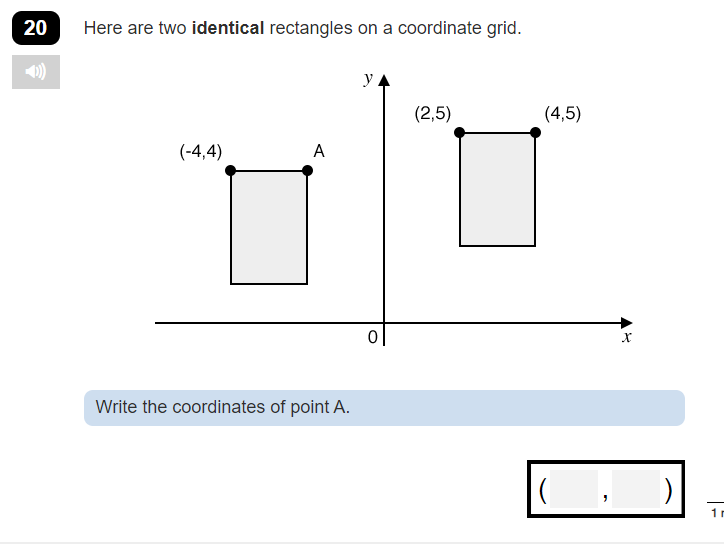 20
Here are two identical rectangles on a coordinate grid.
y
(2,5)
(4,5)
(-4,4)
A
0
x
Write the coordinates of point A.
( , )
1